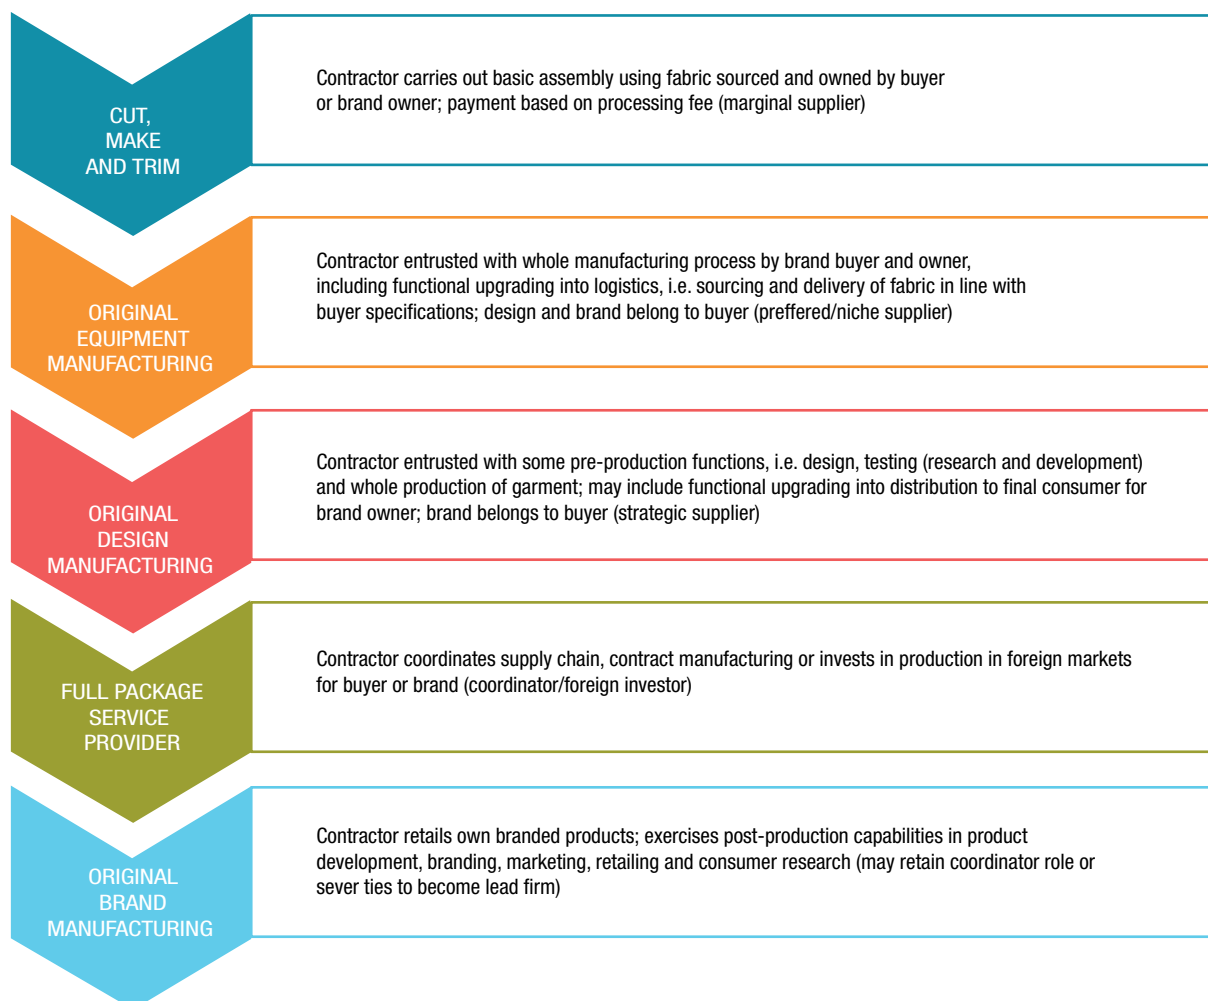 CUT,
MAKE
AND TRIM
Contractor carries out basic assembly using fabric sourced and owned by buyer
or brand owner; payment based on processing fee (marginal supplier)
ORIGINAL
EQUIPMENT
MANUFACTURING
Contractor entrusted with whole manufacturing process by brand buyer and owner,
including functional upgrading into logistics, i.e. sourcing and delivery of fabric in line with
buyer specifications; design and brand belong to buyer (preffered/niche supplier)
ORIGINAL
DESIGN
MANUFACTURING
Contractor entrusted with some pre-production functions, i.e. design, testing (research and development)
and whole production of garment; may include functional upgrading into distribution to final consumer for
brand owner; brand belongs to buyer (strategic supplier)
FULL PACKAGE
SERVICE
PROVIDER
Contractor coordinates supply chain, contract manufacturing or invests in production in foreign markets
for buyer or brand (coordinator/foreign investor)
ORIGINAL
BRAND
MANUFACTURING
Contractor retails own branded products; exercises post-production capabilities in product
development, branding, marketing, retailing and consumer research (may retain coordinator role or
sever ties to become lead firm)